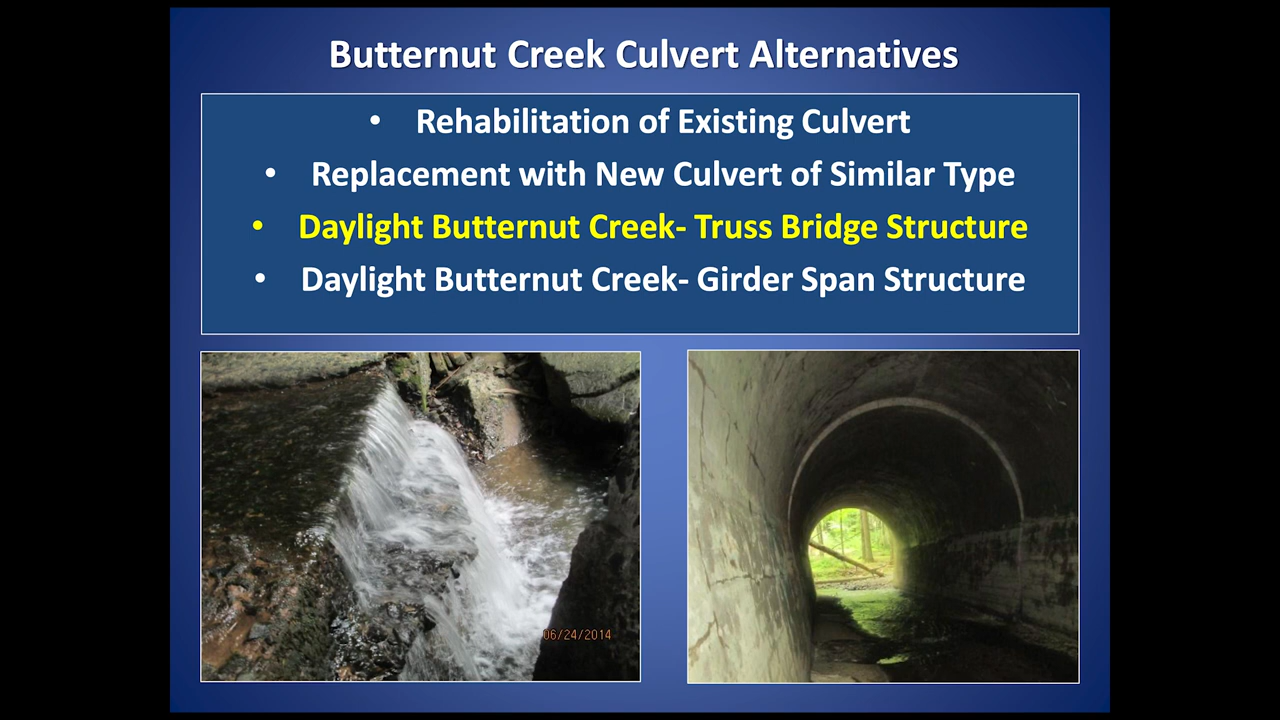 Butternut Creek Culvert Alternatives
• Rehabilitation of Existing Culvert
• Replacement with New Culvert of Similar Type
• Daylight Butternut Creek- Truss Bridge Structure
• Daylight Butternut Creek- Girder Span Structure
06/24/2014